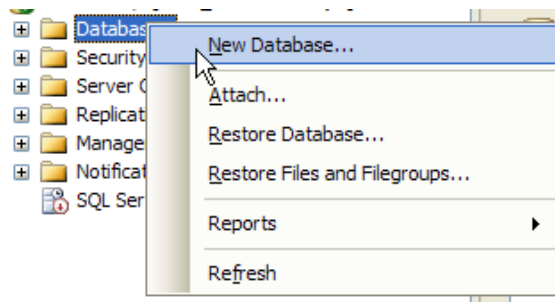 Databas
New Database...
Security
Server
Attach...
Replicat
Restore Database...
Manage
Notificat
Restore Files and Filegroups...
SQL Ser
Reports
Refresh